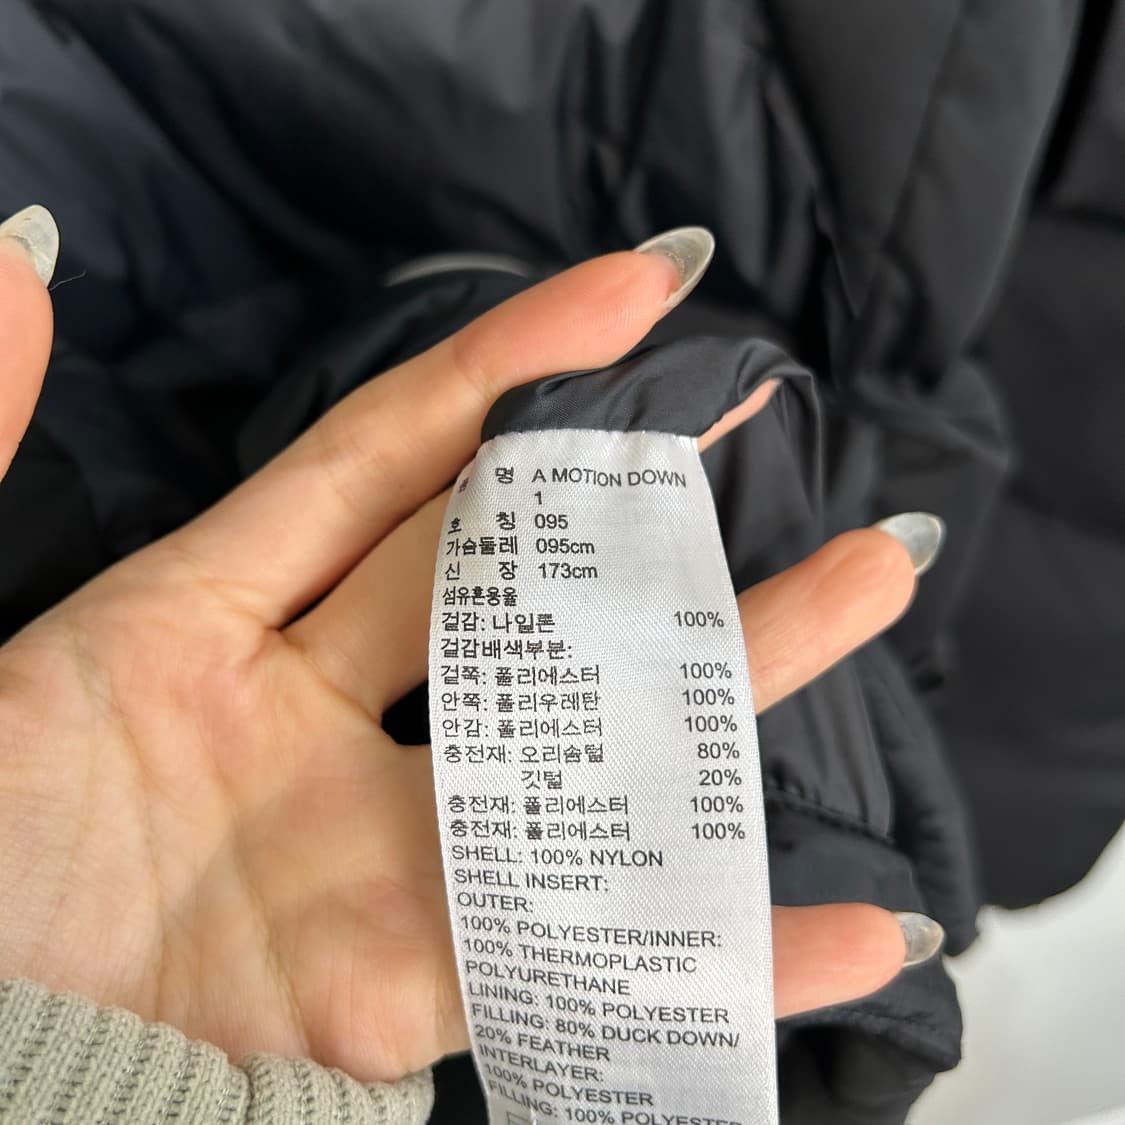 명 A MOTION DOWN
1
호 칭 095
가슴둘레 095cm
신 장 173cm
섬유혼용율
겉감: 나일론 100%
겉감배색부분:
겉쪽: 폴리에스터 100%
안쪽: 폴리우레탄 100%
안감: 폴리에스터 100%
충전재: 오리솜털 80%
깃털 20%
충전재: 폴리에스터 100%
충전재: 폴리에스터 100%
SHELL: 100% NYLON
SHELL INSERT:
OUTER:
100% POLYESTER/INNER:
100% THERMOPLASTIC
POLYURETHANE
LINING: 100% POLYESTER
FILLING: 80% DUCK DOWN/
20% FEATHER
INTERLAYER:
100% POLYESTER
FILLING: 100% POLYESTER